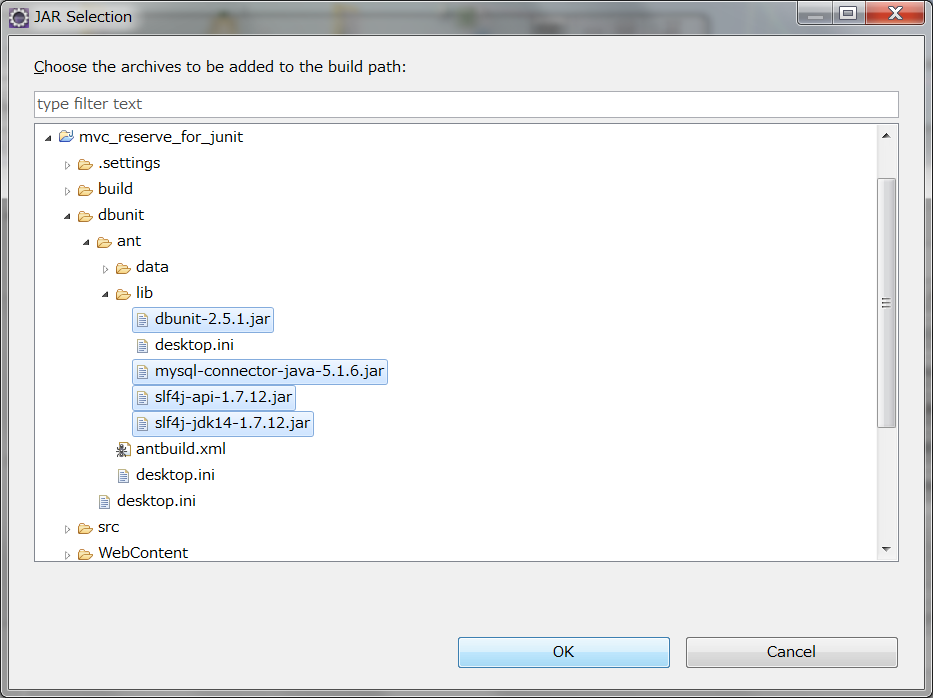 JAR Selection
Choose the archives to be added to the build path:
type filter text
mvc_reserve_for_junit
.settings
build
dbunit
ant
data
lib
dbunit-2.5.1.jar
desktop.ini
mysql-connector-java-5.1.6.jar
slf4j-api-1.7.12.jar
slf4j-jdk14-1.7.12.jar
antbuild.xml
desktop.ini
desktop.ini
src
WebContent
OK Cancel